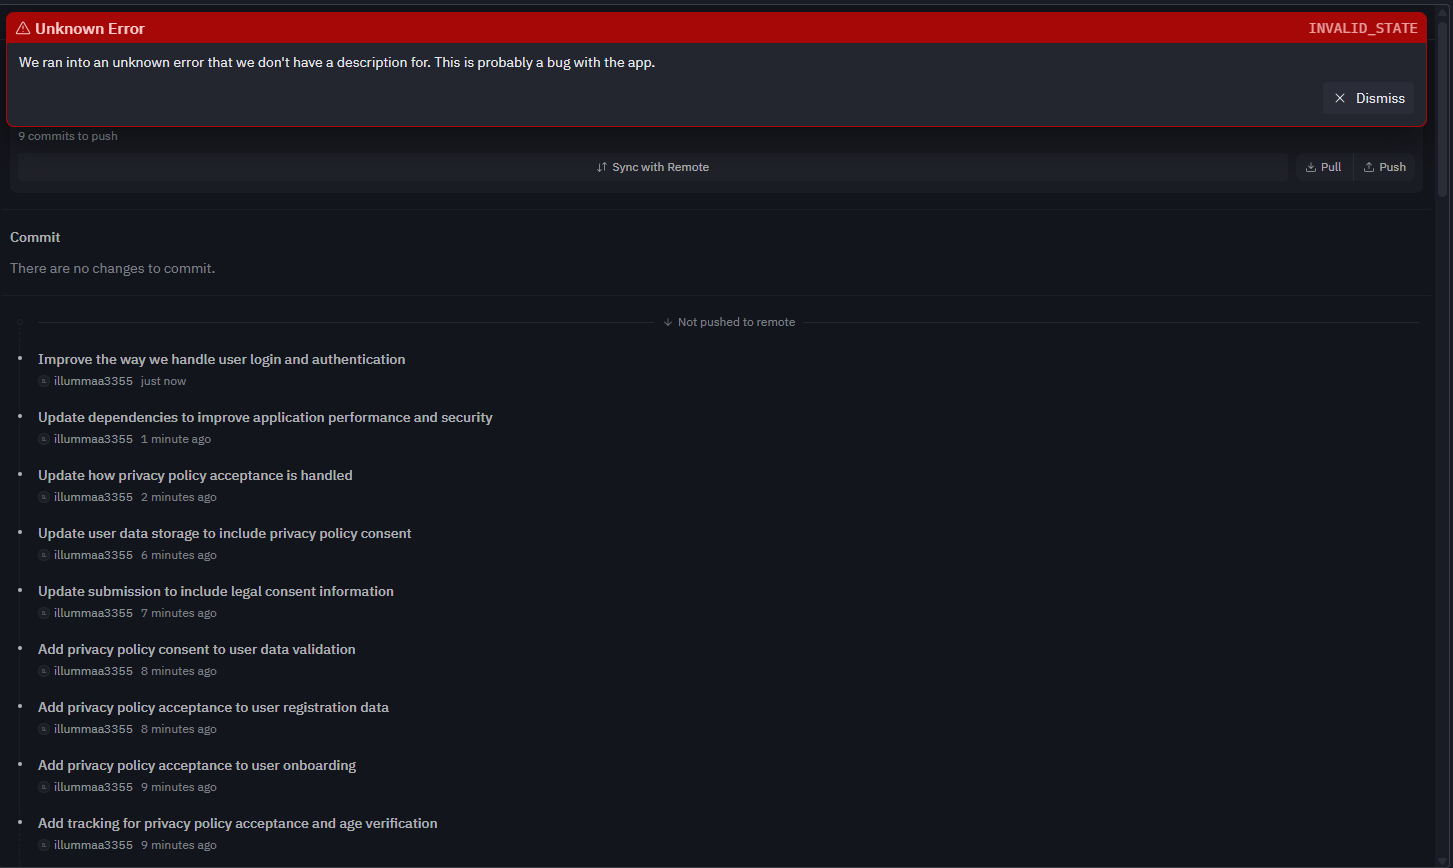 Unknown Error
INVALID_STATE
We ran into an unknown error that we don't have a description for. This is probably a bug with the app.
Dismiss
9 commits to push
Sync with Remote
Pull
Push
Commit
There are no changes to commit.
Not pushed to remote
Improve the way we handle user login and authentication
illummaa3355 just now
Update dependencies to improve application performance and security
illummaa3355 1 minute ago
Update how privacy policy acceptance is handled
illummaa3355 2 minutes ago
Update user data storage to include privacy policy consent
illummaa3355 6 minutes ago
Update submission to include legal consent information
illummaa3355 7 minutes ago
Add privacy policy consent to user data validation
illummaa3355 8 minutes ago
Add privacy policy acceptance to user registration data
illummaa3355 8 minutes ago
Add privacy policy acceptance to user onboarding
illummaa3355 9 minutes ago
Add tracking for privacy policy acceptance and age verification
illummaa3355 9 minutes ago